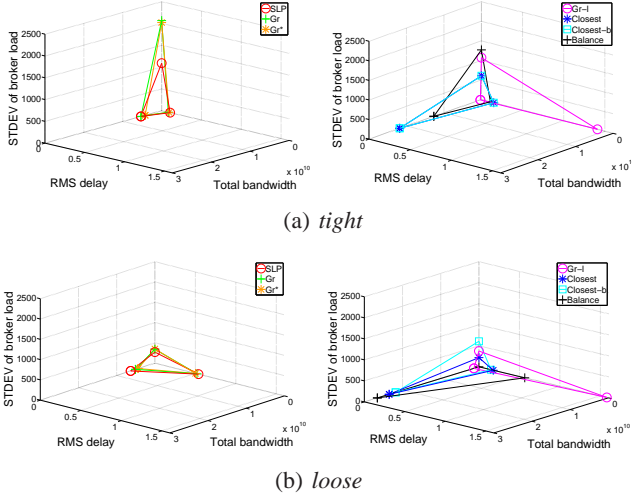 2500
2000
1500
1000
500
0
STDEV of broker load
0
0.5
1
1.5
RMS delay
3
2
1
0
x 10^10
Total bandwidth
SLP
Gr
Gr*
2500
2000
1500
1000
500
0
STDEV of broker load
0
0.5
1
1.5
RMS delay
3
2
1
0
x 10^1
Total bandwidth
Gr−l
Closest
Closest−b
Balance
(a) tight
2500
2000
1500
1000
500
0
STDEV of broker load
0
0.5
1
1.5
RMS delay
3
2
1
0
x 10^10
Total bandwidth
SLP
Gr
Gr*
2500
2000
1500
1000
500
0
STDEV of broker load
0
0.5
1
1.5
RMS delay
3
2
1
0
x 10^10
Total bandwidth
Gr−l
Closest
Closest−b
Balance
(b) loose